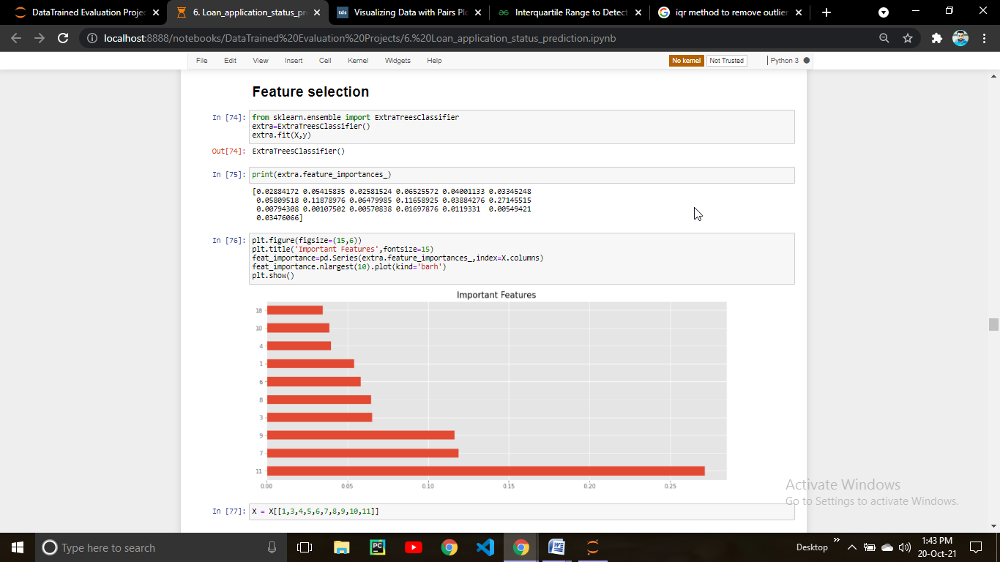 DataTrained Evaluation Projec
6. Loan_application_status_pr
Visualizing Data with Pairs Plo
Interquartile Range to Detect
iqr method to remove outlier
localhost:8888/notebooks/DataTrained%20Evaluation%20Projects/6.%20Loan_application_status_prediction.ipynb
File Edit View Insert Cell Kernel Widgets Help
No kernel Not Trusted Python 3
Feature selection
In [74]: from sklearn.ensemble import ExtraTreesClassifier
extra=ExtraTreesClassifier()
extra.fit(X,y)
Out[74]: ExtraTreesClassifier()
In [75]: print(extra.feature_importances_)
[0.02884172 0.05415835 0.02581524 0.06525572 0.04001133 0.03345248
0.05809518 0.11878976 0.06479985 0.11658925 0.03884276 0.27145515
0.00794308 0.00107502 0.00570838 0.01697876 0.0119331 0.00549421
0.03476066]
In [76]: plt.figure(figsize=(15,6))
plt.title('Important Features',fontsize=15)
feat_importance=pd.Series(extra.feature_importances_,index=X.columns)
feat_importance.nlargest(10).plot(kind='barh')
plt.show()
Important Features
18
10
4
1
6
8
3
9
7
11
0.00 0.05 0.10 0.15 0.20 0.25
In [77]: X = X[[1,3,4,5,6,7,8,9,10,11]]
Activate Windows
Go to Settings to activate Windows.
Type here to search
PC
Desktop
1:43 PM
20-Oct-21